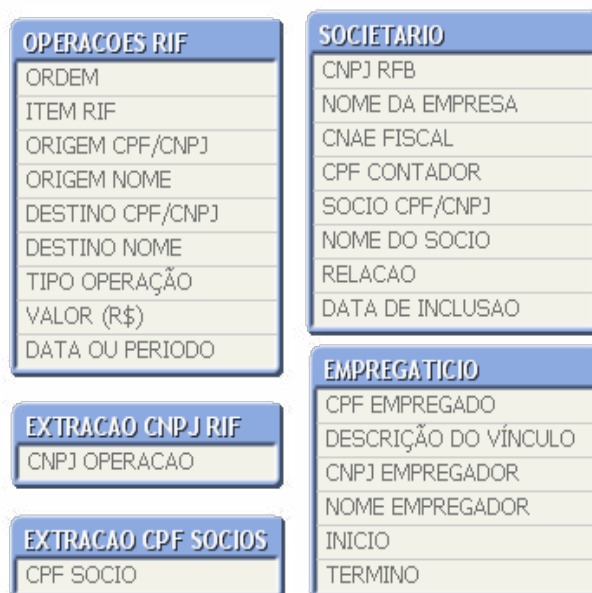 OPERACOES RIF
ORDEM
ITEM RIF
ORIGEM CPF/CNPJ
ORIGEM NOME
DESTINO CPF/CNPJ
DESTINO NOME
TIPO OPERAÇÃO
VALOR (R$)
DATA OU PERIODO
EXTRACAO CNPJ RIF
CNPJ OPERACAO
EXTRACAO CPF SOCIOS
CPF SOCIO
SOCIETARIO
CNPJ RFB
NOME DA EMPRESA
CNAE FISCAL
CPF CONTADOR
SOCIO CPF/CNPJ
NOME DO SOCIO
RELACAO
DATA DE INCLUSAO
EMPREGATICIO
CPF EMPREGADO
DESCRIÇÃO DO VÍNCULO
CNPJ EMPREGADOR
NOME EMPREGADOR
INICIO
TERMINO